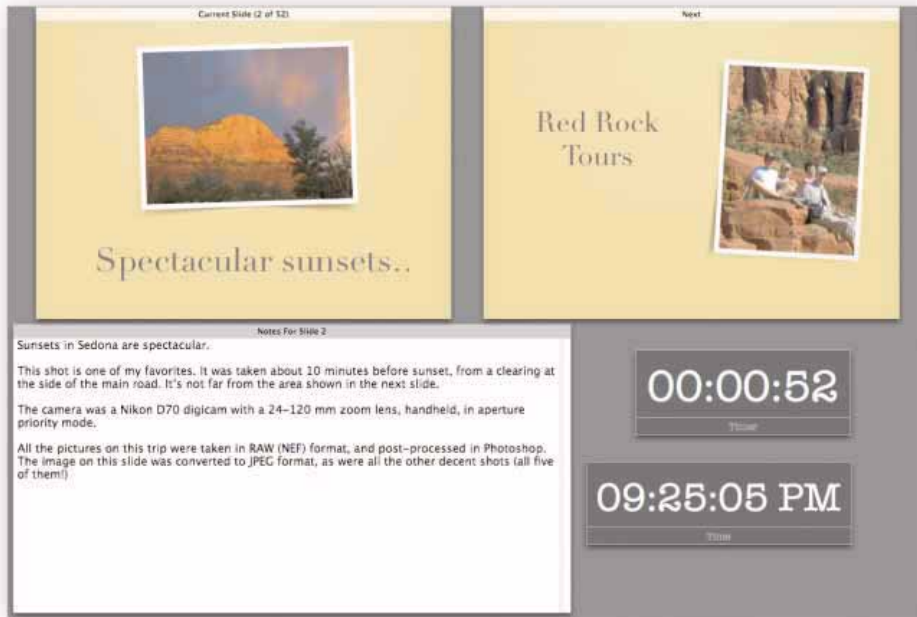 Current Slide (2 of 52)
Spectacular sunsets..
Next
Red Rock
Tours
Notes For Slide 2
Sunsets in Sedona are spectacular.
This shot is one of my favorites. It was taken about 10 minutes before sunset, from a clearing at
the side of the main road. It's not far from the area shown in the next slide.
The camera was a Nikon D70 digicam with a 24-120 mm zoom lens, handheld, in aperture
priority mode.
All the pictures on this trip were taken in RAW (NEF) format, and post-processed in Photoshop.
The image on this slide was converted to JPEG format, as were all the other decent shots (all five
of them!)
00:00:52
Timer
09:25:05 PM
Time